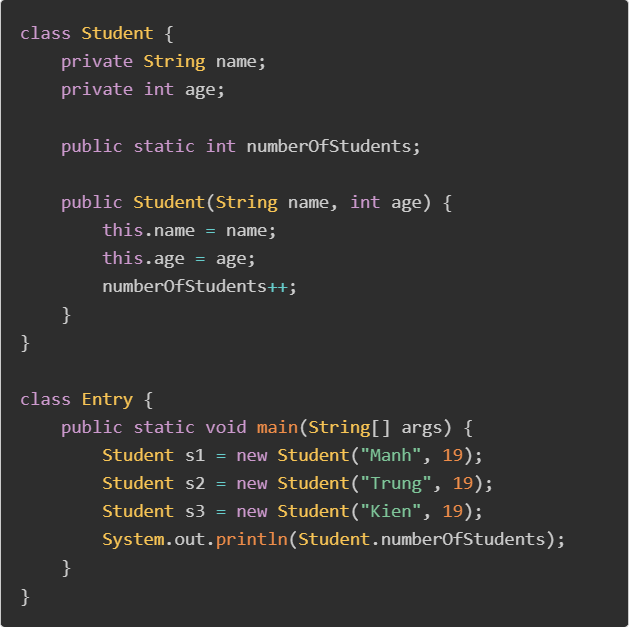 class Student {
    private String name;
    private int age;

    public static int numberOfStudents;

    public Student(String name, int age) {
        this.name = name;
        this.age = age;
        numberOfStudents++;
    }
}

class Entry {
    public static void main(String[] args) {
        Student s1 = new Student("Manh", 19);
        Student s2 = new Student("Trung", 19);
        Student s3 = new Student("Kien", 19);
        System.out.println(Student.numberOfStudents);
    }
}